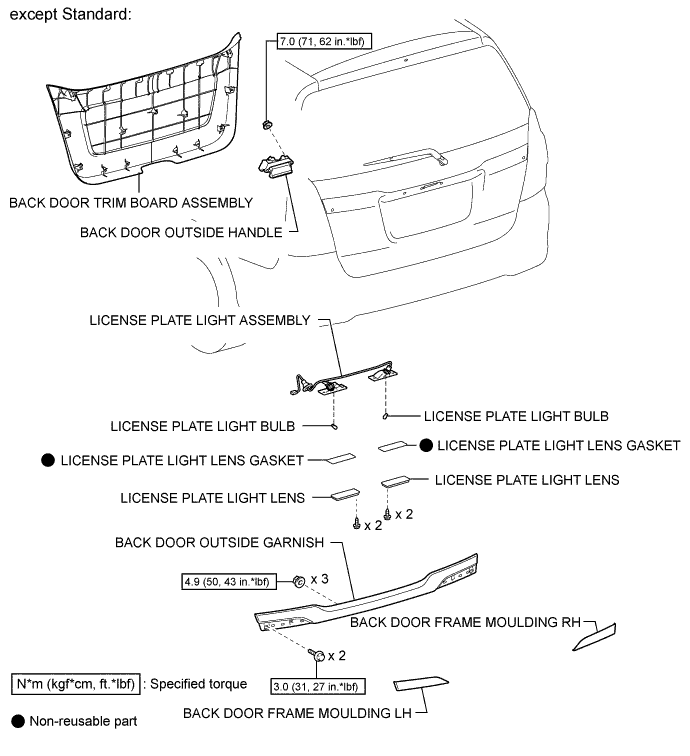 except Standard:
7.0 (71, 62 in.*lbf)
BACK DOOR TRIM BOARD ASSEMBLY
BACK DOOR OUTSIDE HANDLE
LICENSE PLATE LIGHT ASSEMBLY
LICENSE PLATE LIGHT BULB
LICENSE PLATE LIGHT BULB
LICENSE PLATE LIGHT LENS GASKET
LICENSE PLATE LIGHT LENS GASKET
LICENSE PLATE LIGHT LENS
LICENSE PLATE LIGHT LENS
x 2
x 2
BACK DOOR OUTSIDE GARNISH
4.9 (50, 43 in.*lbf)
x 3
BACK DOOR FRAME MOULDING RH
x 2
N*m (kgf*cm, ft.*lbf) : Specified torque
3.0 (31, 27 in.*lbf)
BACK DOOR FRAME MOULDING LH
Non-reusable part